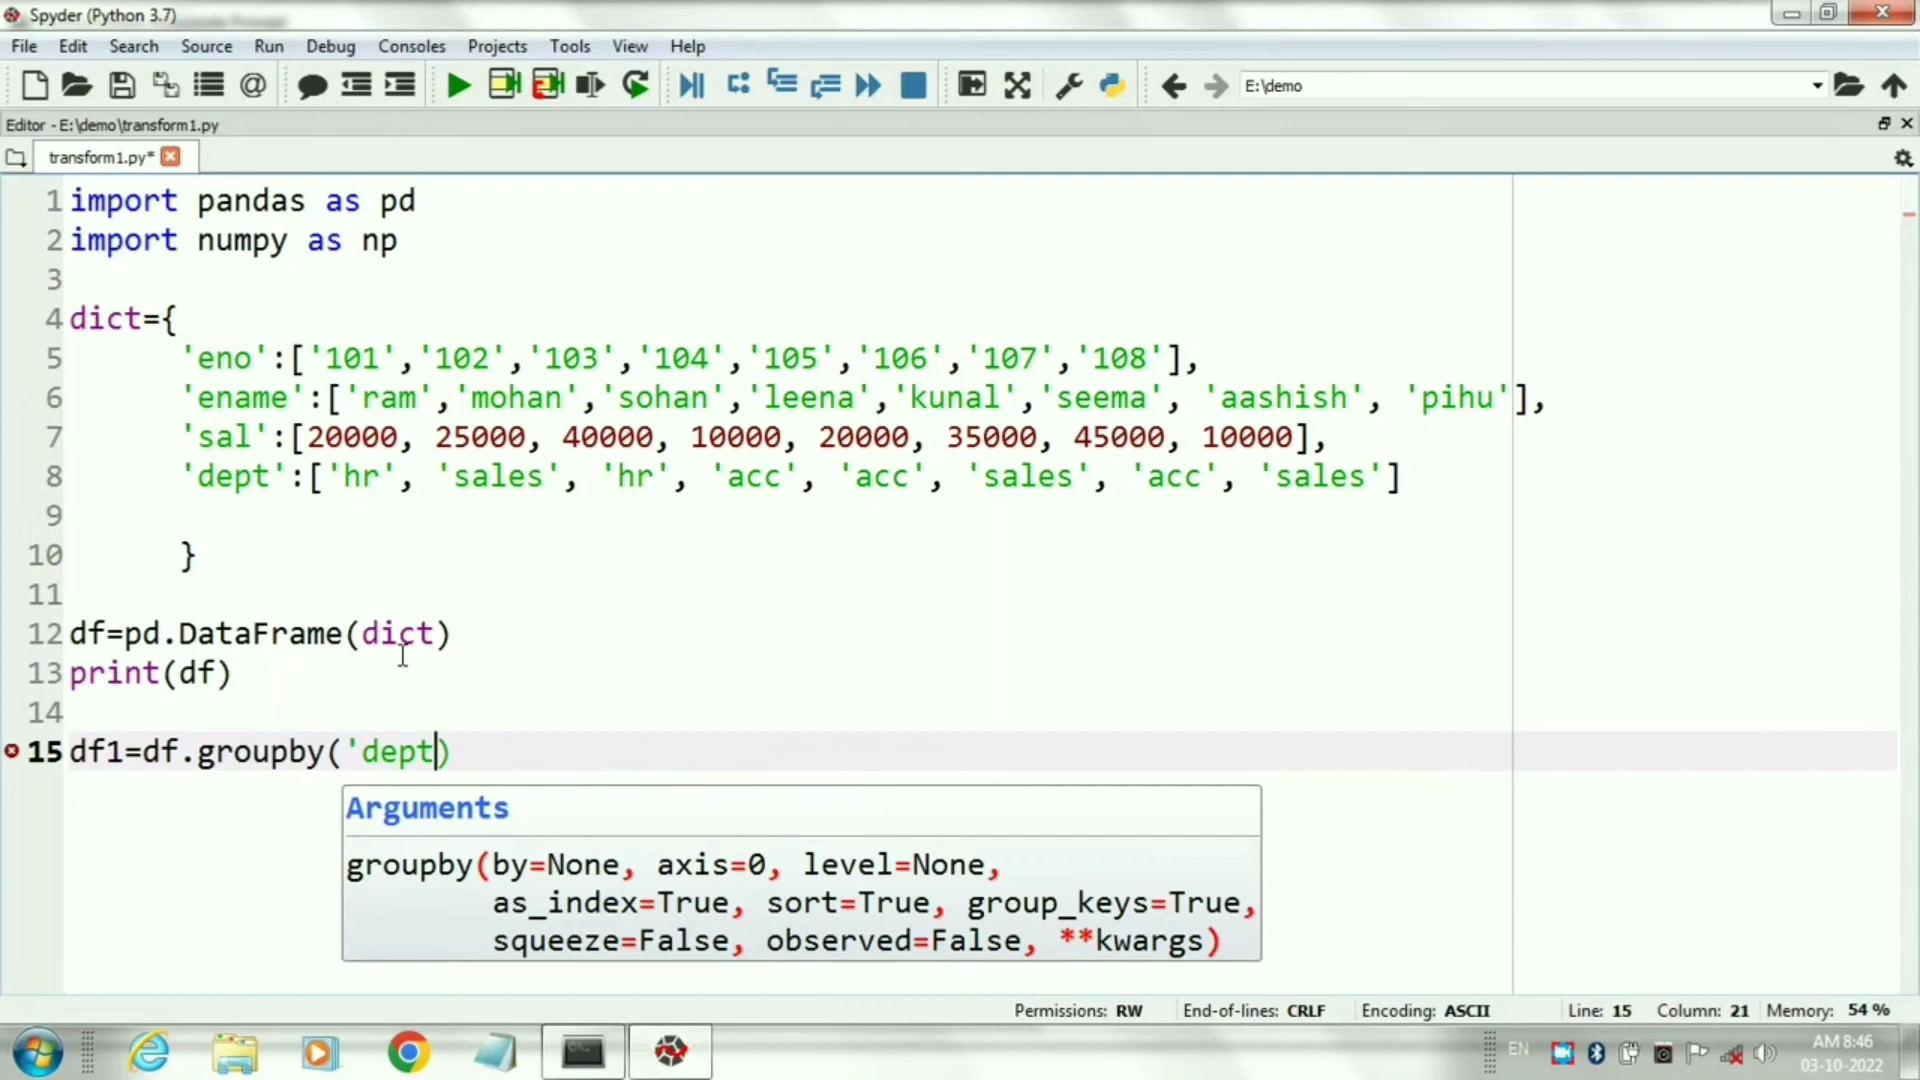 Spyder (Python 3.7)
File Edit Search Source Run Debug Consoles Projects Tools View Help
E:\demo
Editor - E:\demo\transform1.py
transform1.py*
1 import pandas as pd
2 import numpy as np
3
4 dict={
5 'eno':['101','102','103','104','105','106','107','108'],
6 'ename':['ram','mohan','sohan','leena','kunal','seema', 'aashish', 'pihu'],
7 'sal':[20000, 25000, 40000, 10000, 20000, 35000, 45000, 10000],
8 'dept':['hr', 'sales', 'hr', 'acc', 'acc', 'sales', 'acc', 'sales']
9
10 }
11
12 df=pd.DataFrame(dict)
13 print(df)
14
15 df1=df.groupby('dept)
Arguments
groupby(by=None, axis=0, level=None,
as_index=True, sort=True, group_keys=True,
squeeze=False, observed=False, **kwargs)
Permissions: RW End-of-lines: CRLF Encoding: ASCII Line: 15 Column: 21 Memory: 54 %
EN
AM 8:46
03-10-2022